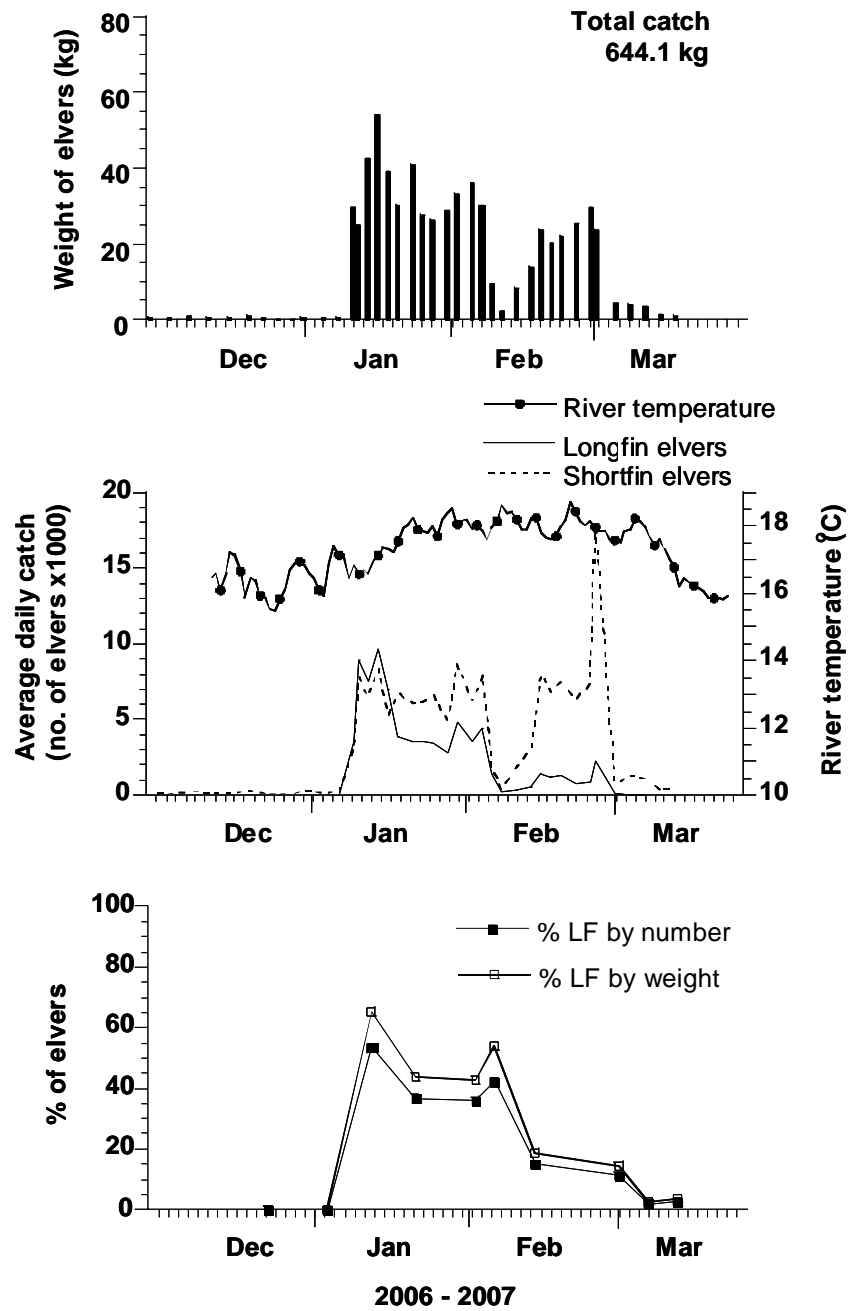 Total catch
644.1 kg
Weight of elvers (kg)
80
60
40
20
0
Dec Jan Feb Mar
River temperature
Longfin elvers
Shortfin elvers
Average daily catch
(no. of elvers x1000)
20
15
10
5
0
River temperature (°C)
18
16
14
12
10
Dec Jan Feb Mar
% of elvers
100
80
60
40
20
0
% LF by number
% LF by weight
Dec Jan Feb Mar
2006 - 2007